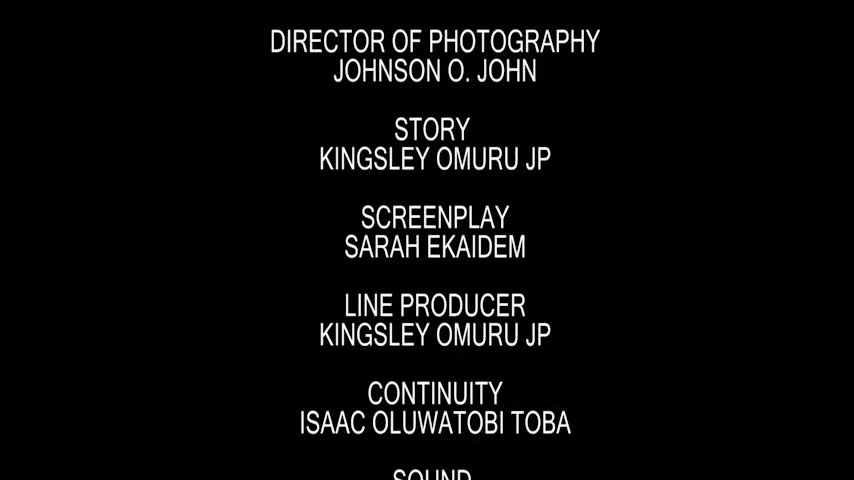 DIRECTOR OF PHOTOGRAPHY
JOHNSON O. JOHN
STORY
KINGSLEY OMURU JP
SCREENPLAY
SARAH EKAIDEM
LINE PRODUCER
KINGSLEY OMURU JP
CONTINUITY
ISAAC OLUWATOBI TOBA
SOUND